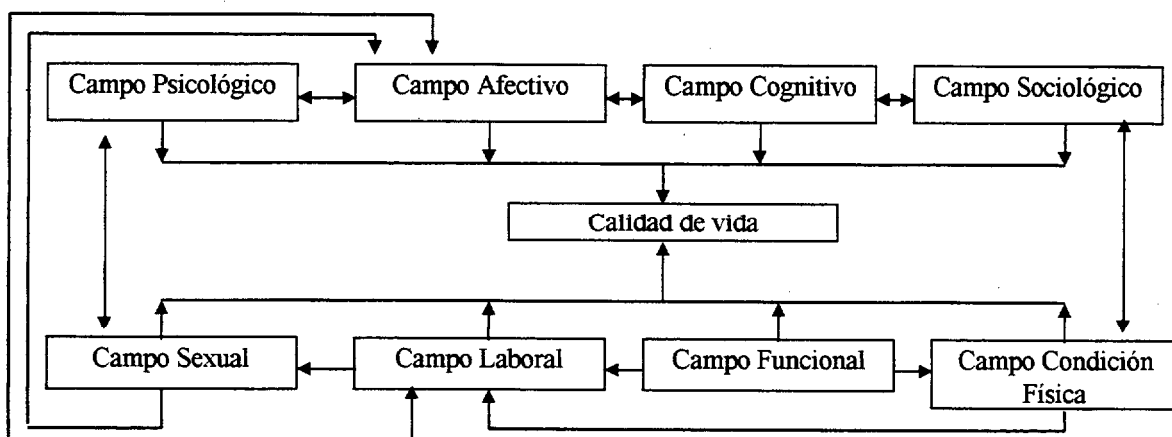 Campo Psicológico
Campo Afectivo
Campo Cognitivo
Campo Sociológico
Calidad de vida
Campo Sexual
Campo Laboral
Campo Funcional
Campo Condición
Física